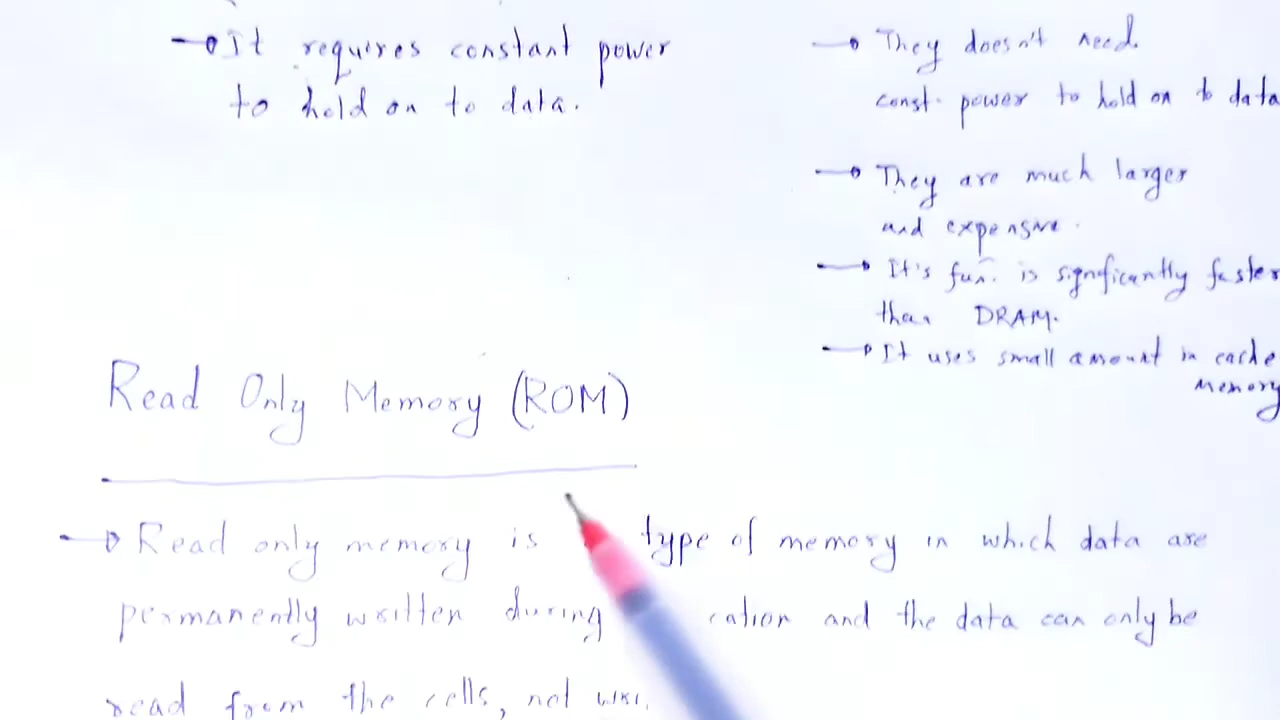 It requires constant power
to hold on to data.
They doesn't need
const. power to hold on to data
They are much larger
and expensive.
It's fun. is significantly faster
than DRAM.
It uses small amount in cache
memory
Read Only Memory (ROM)
Read only memory is type of memory in which data are
permanently written during and the data can only be
read from the cells, not